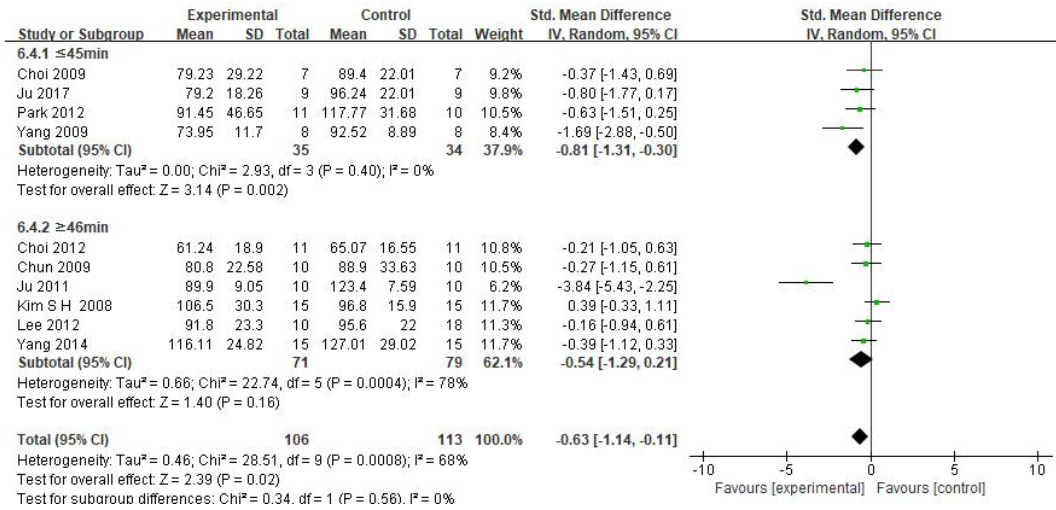 Experimental Control Std. Mean Difference Std. Mean Difference
Study or Subgroup Mean SD Total Mean SD Total Weight IV, Random, 95% CI IV, Random, 95% CI
6.4.1 ≤45min
Choi 2009 79.23 29.22 7 89.4 22.01 7 9.2% -0.37 [-1.43, 0.69]
Ju 2017 79.2 18.26 9 96.24 22.01 9 9.8% -0.80 [-1.77, 0.17]
Park 2012 91.45 46.65 11 117.77 31.68 10 10.5% -0.63 [-1.51, 0.25]
Yang 2009 73.95 11.7 8 92.52 8.89 8 8.4% -1.69 [-2.88, -0.50]
Subtotal (95% CI) 35 34 37.9% -0.81 [-1.31, -0.30]
Heterogeneity: Tau² = 0.00; Chi² = 2.93, df = 3 (P = 0.40); I² = 0%
Test for overall effect: Z = 3.14 (P = 0.002)
6.4.2 ≥46min
Choi 2012 61.24 18.9 11 65.07 16.55 11 10.8% -0.21 [-1.05, 0.63]
Chun 2009 80.8 22.58 10 88.9 33.63 10 10.5% -0.27 [-1.15, 0.61]
Ju 2011 89.9 9.05 10 123.4 7.59 10 6.2% -3.84 [-5.43, -2.25]
Kim S H 2008 106.5 30.3 15 96.8 15.9 15 11.7% 0.39 [-0.33, 1.11]
Lee 2012 91.8 23.3 10 95.6 22 18 11.3% -0.16 [-0.94, 0.61]
Yang 2014 116.11 24.82 15 127.01 29.02 15 11.7% -0.39 [-1.12, 0.33]
Subtotal (95% CI) 71 79 62.1% -0.54 [-1.29, 0.21]
Heterogeneity: Tau² = 0.66; Chi² = 22.74, df = 5 (P = 0.0004); I² = 78%
Test for overall effect: Z = 1.40 (P = 0.16)
Total (95% CI) 106 113 100.0% -0.63 [-1.14, -0.11]
Heterogeneity: Tau² = 0.46; Chi² = 28.51, df = 9 (P = 0.0008); I² = 68%
Test for overall effect: Z = 2.39 (P = 0.02)
Test for subgroup differences: Chi² = 0.34, df = 1 (P = 0.56), I² = 0%
-10 -5 0 5 10
Favours [experimental] Favours [control]